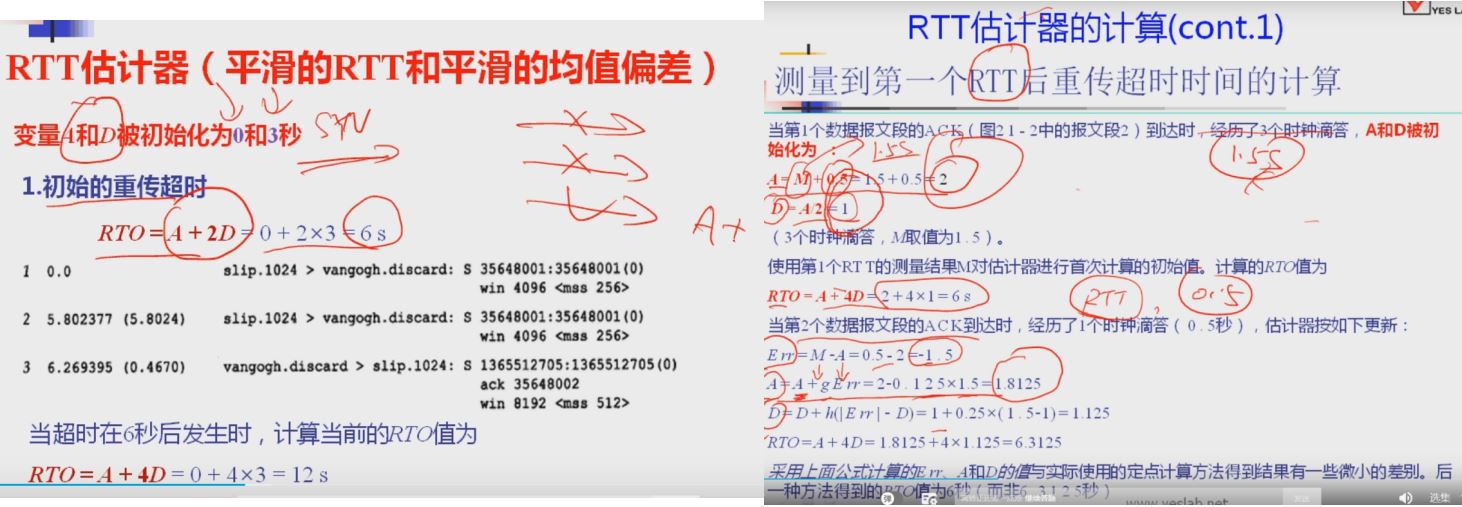 RTT估计器（平滑的RTT和平滑的均值偏差）
变量A和D被初始化为0和3秒
SYN
1.初始的重传超时
RTO = A + 2D = 0 + 2×3 = 6 s
A+
1 0.0 slip.1024 > vangogh.discard: S 35648001:35648001(0)
win 4096 <mss 256>
2 5.802377 (5.8024) slip.1024 > vangogh.discard: S 35648001:35648001(0)
win 4096 <mss 256>
3 6.269395 (0.4670) vangogh.discard > slip.1024: S 1365512705:1365512705(0)
ack 35648002
win 8192 <mss 512>
当超时在6秒后发生时，计算当前的RTO值为
RTO = A + 4D = 0 + 4×3 = 12 s
YES LA
RTT估计器的计算(cont.1)
测量到第一个RTT后重传超时时间的计算
当第1个数据报文段的ACK（图21-2中的报文段2）到达时，经历了3个时钟滴答，A和D被初
始化为 ：
1.5S
1.5S
A= M + 0.5= 1.5 + 0.5 = 2
D = A/2 = 1
（3个时钟滴答，M取值为1.5）。
使用第1个RTT的测量结果M对估计器进行首次计算的初始值。计算的RTO值为
RTO = A + 4D = 2 + 4×1 = 6 s
RTT , 0.5
当第2个数据报文段的ACK到达时，经历了1个时钟滴答（0.5秒），估计器按如下更新：
Err = M -A = 0.5 - 2 = -1.5
A= A + gErr = 2-0.125×1.5= 1.8125
D= D + h(|Err| - D) = 1 + 0.25×(1.5-1) = 1.125
RTO= A + 4D = 1.8125 + 4×1.125= 6.3125
采用上面公式计算的Err、A和D的值与实际使用的定点计算方法得到结果有一些微小的差别。后
一种方法得到的RTO值为6秒（而非6.3125秒）
www.yeslab.net
选集